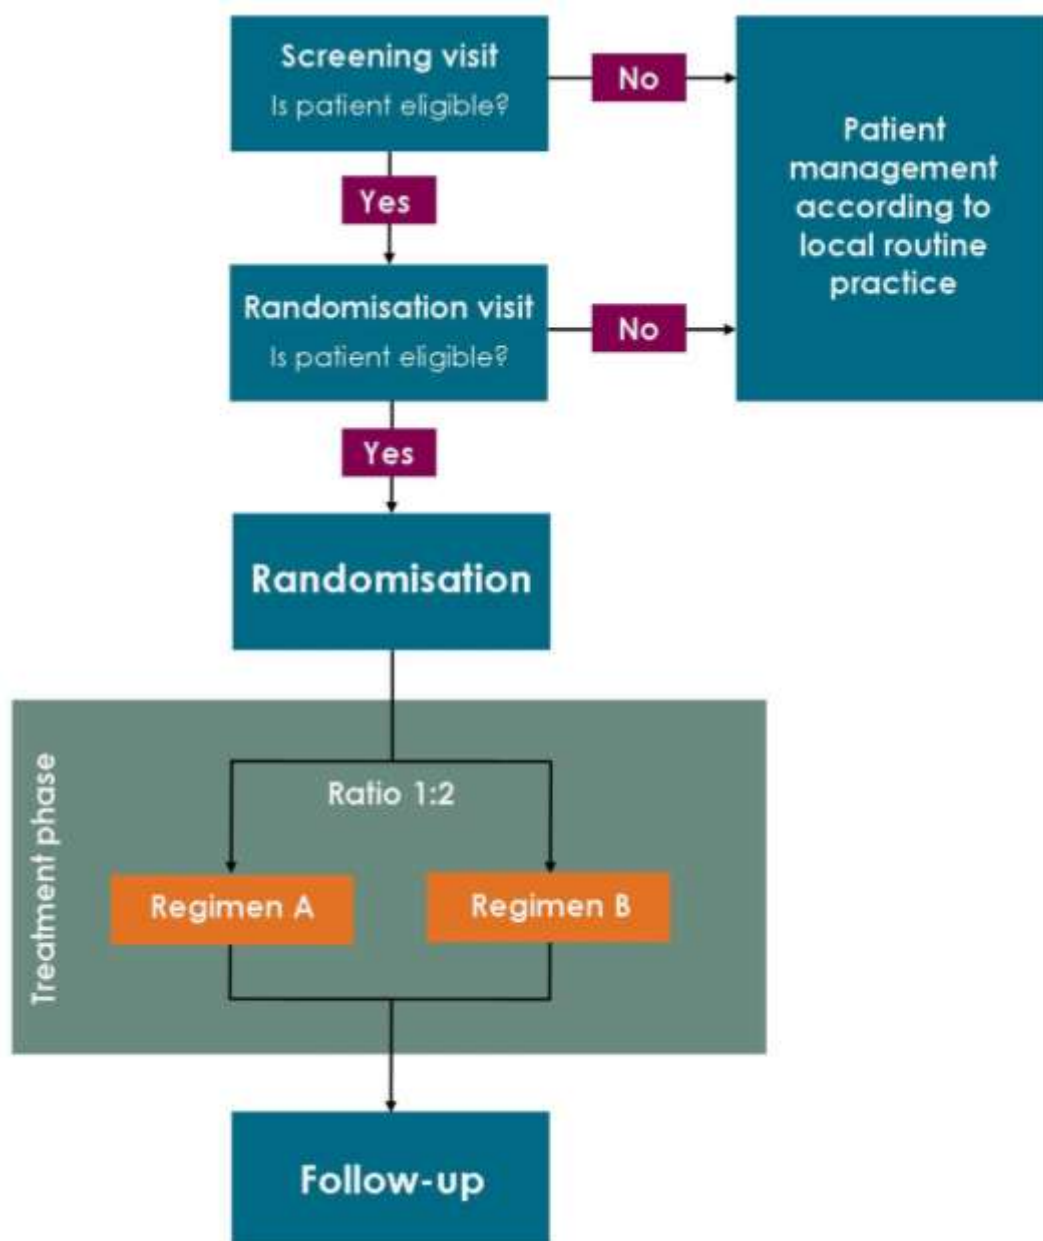 Screening visit
Is patient eligible?
No
Patient
management
according to
local routine
practice
Yes
Randomisation visit
Is patient eligible?
No
Yes
Randomisation
Treatment phase
Ratio 1:2
Regimen A
Regimen B
Follow-up